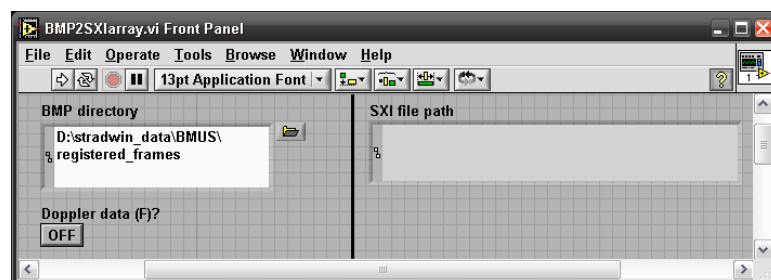 BMP2SXIarray.vi Front Panel
File Edit Operate Tools Browse Window Help
13pt Application Font
?
1
BMP directory
SXI file path
D:\stradwin_data\BMUS\
registered_frames
Doppler data (F)?
OFF